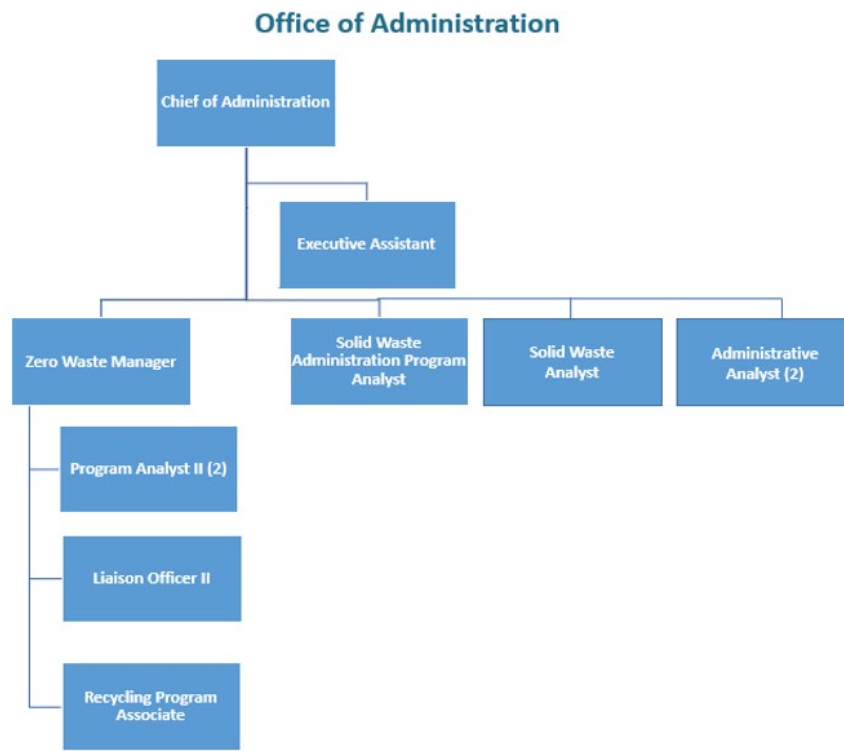 Office of Administration
Chief of Administration
Executive Assistant
Zero Waste Manager
Solid Waste
Administration Program
Analyst
Solid Waste
Analyst
Administrative
Analyst (2)
Program Analyst II (2)
Liaison Officer II
Recycling Program
Associate